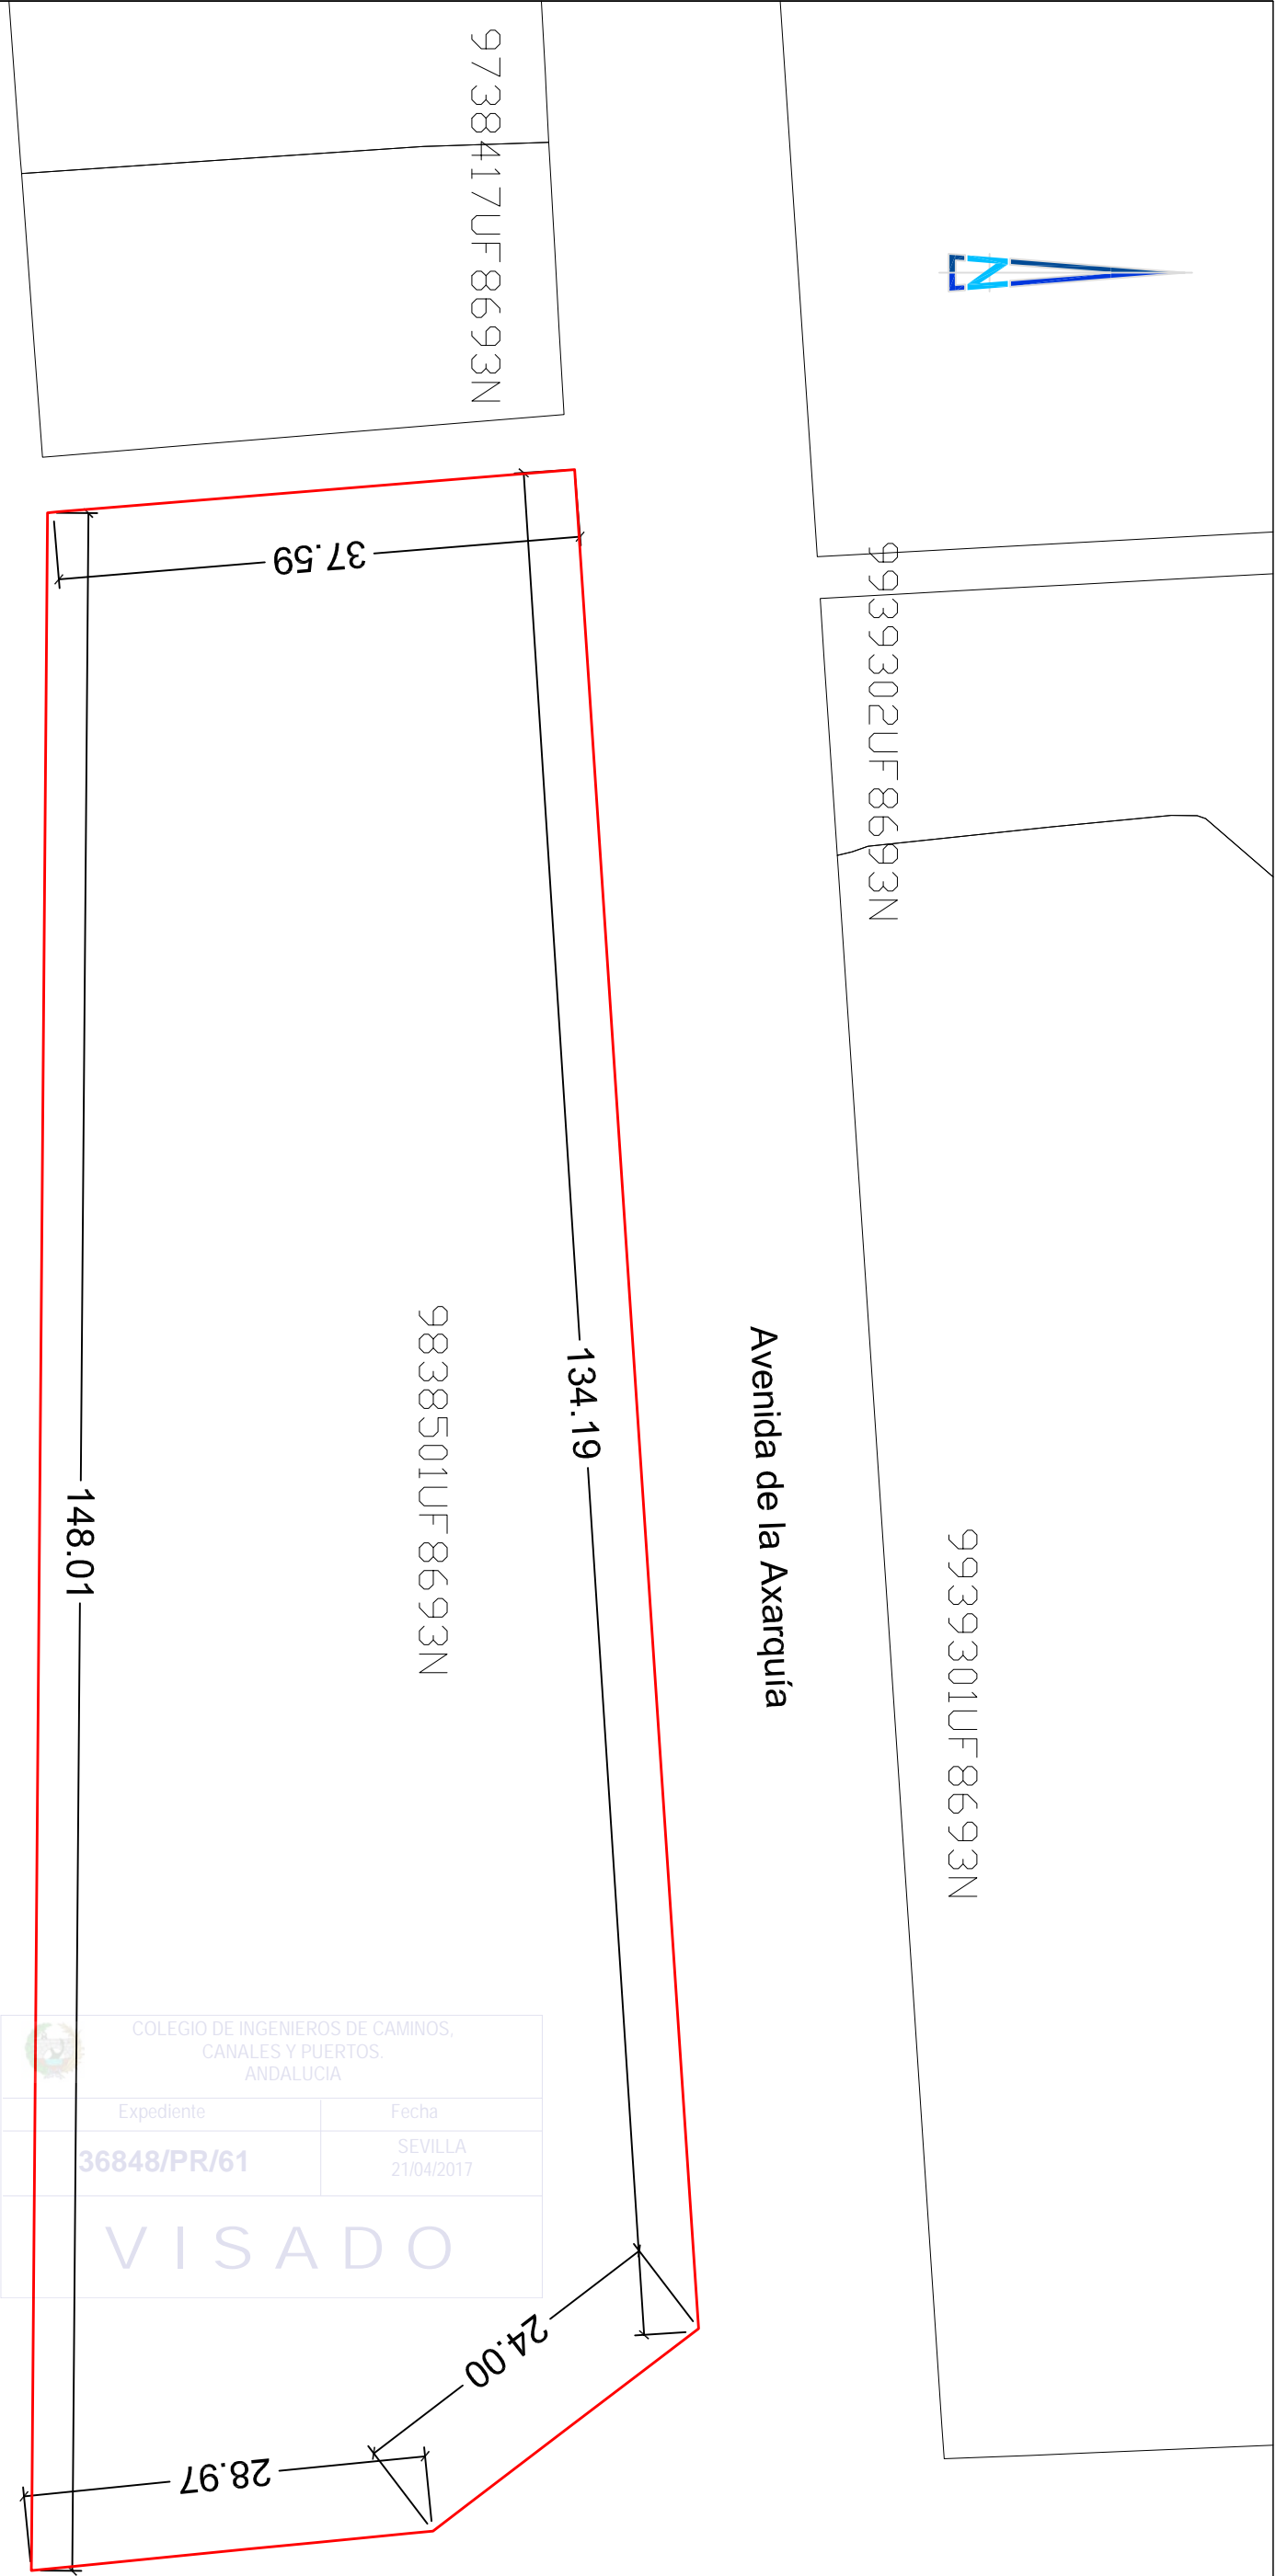 9738417UF8693N
N
37.59
9939302UF8693N
134.19
Avenida de la Axarquía
9838501UF8693N
148.01
9939301UF8693N
COLEGIO DE INGENIEROS DE CAMINOS,
CANALES Y PUERTOS.
ANDALUCIA
Expediente
Fecha
36848/PR/61
SEVILLA
21/04/2017
VISADO
24.00
28.97